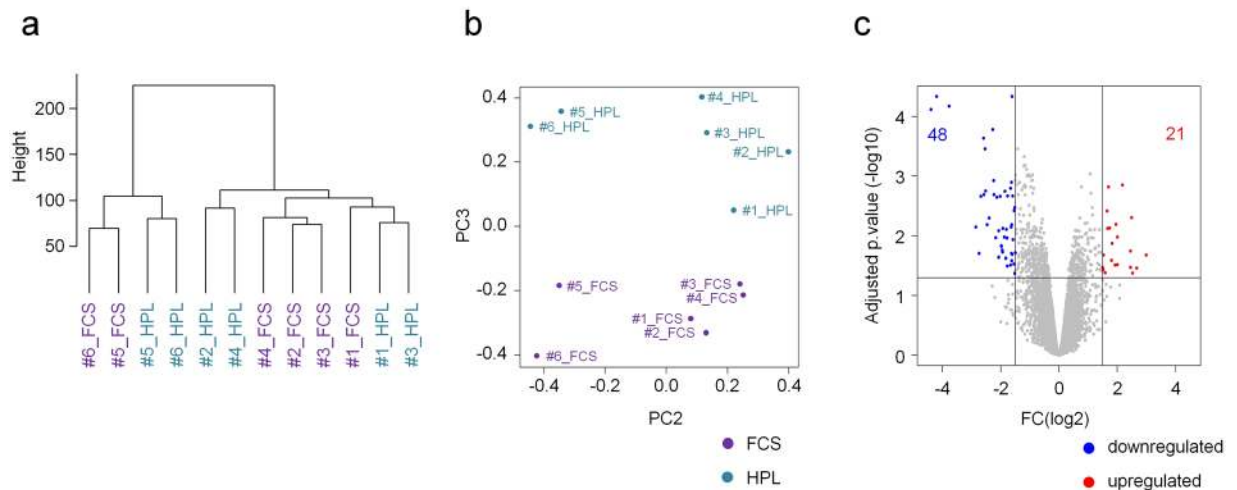 a
Height
200
150
100
50
#6_FCS
#5_FCS
#5_HPL
#6_HPL
#2_HPL
#4_HPL
#4_FCS
#2_FCS
#3_FCS
#1_FCS
#1_HPL
#3_HPL
b
PC3
0.4
0.2
0.0
-0.2
-0.4
#4_HPL
#5_HPL
#6_HPL
#3_HPL
#2_HPL
#1_HPL
#5_FCS
#3_FCS
#4_FCS
#1_FCS
#2_FCS
#6_FCS
-0.4
-0.2
0.0
0.2
0.4
PC2
FCS
HPL
c
Adjusted p.value (-log10)
4
3
2
1
0
48
21
-4
-2
0
2
4
FC(log2)
downregulated
upregulated